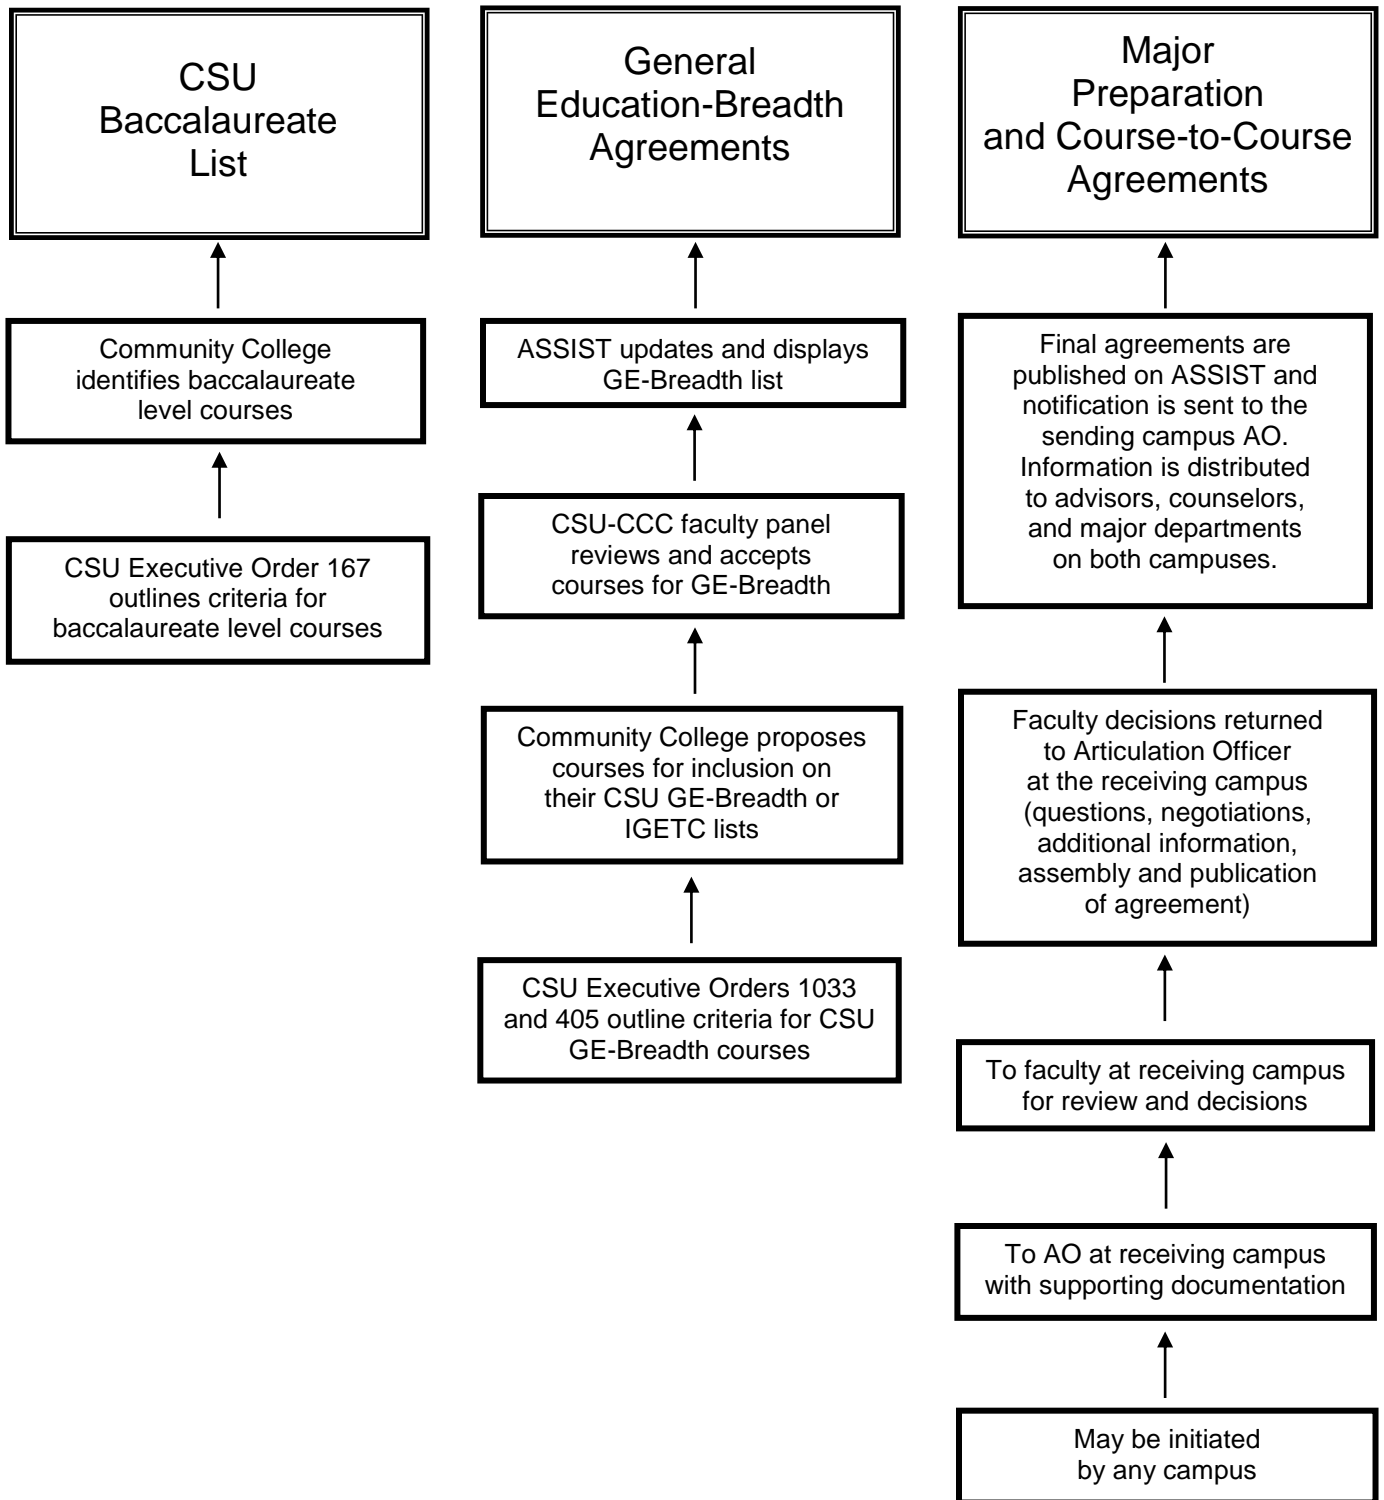 CSU
Baccalaureate
List
Community College
identifies baccalaureate
level courses
CSU Executive Order 167
outlines criteria for
baccalaureate level courses
General
Education-Breadth
Agreements
ASSIST updates and displays
GE-Breadth list
CSU-CCC faculty panel
reviews and accepts
courses for GE-Breadth
Community College proposes
courses for inclusion on
their CSU GE-Breadth or
IGETC lists
CSU Executive Orders 1033
and 405 outline criteria for CSU
GE-Breadth courses
Major
Preparation
and Course-to-Course
Agreements
Final agreements are
published on ASSIST and
notification is sent to the
sending campus AO.
Information is distributed
to advisors, counselors,
and major departments
on both campuses.
Faculty decisions returned
to Articulation Officer
at the receiving campus
(questions, negotiations,
additional information,
assembly and publication
of agreement)
To faculty at receiving campus
for review and decisions
To AO at receiving campus
with supporting documentation
May be initiated
by any campus